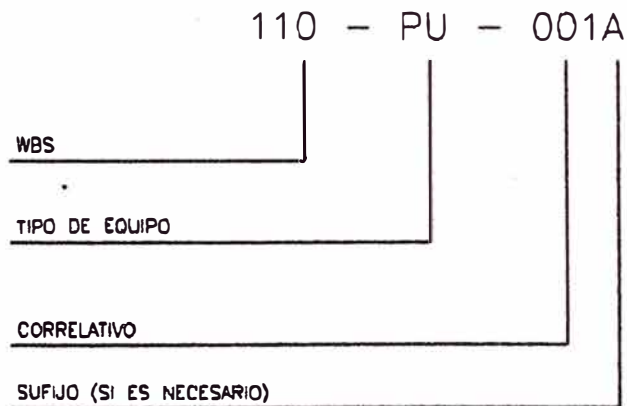 110 - PU - 001A
WBS
TIPO DE EQUIPO
CORRELATIVO
SUFIJO (SI ES NECESARIO)